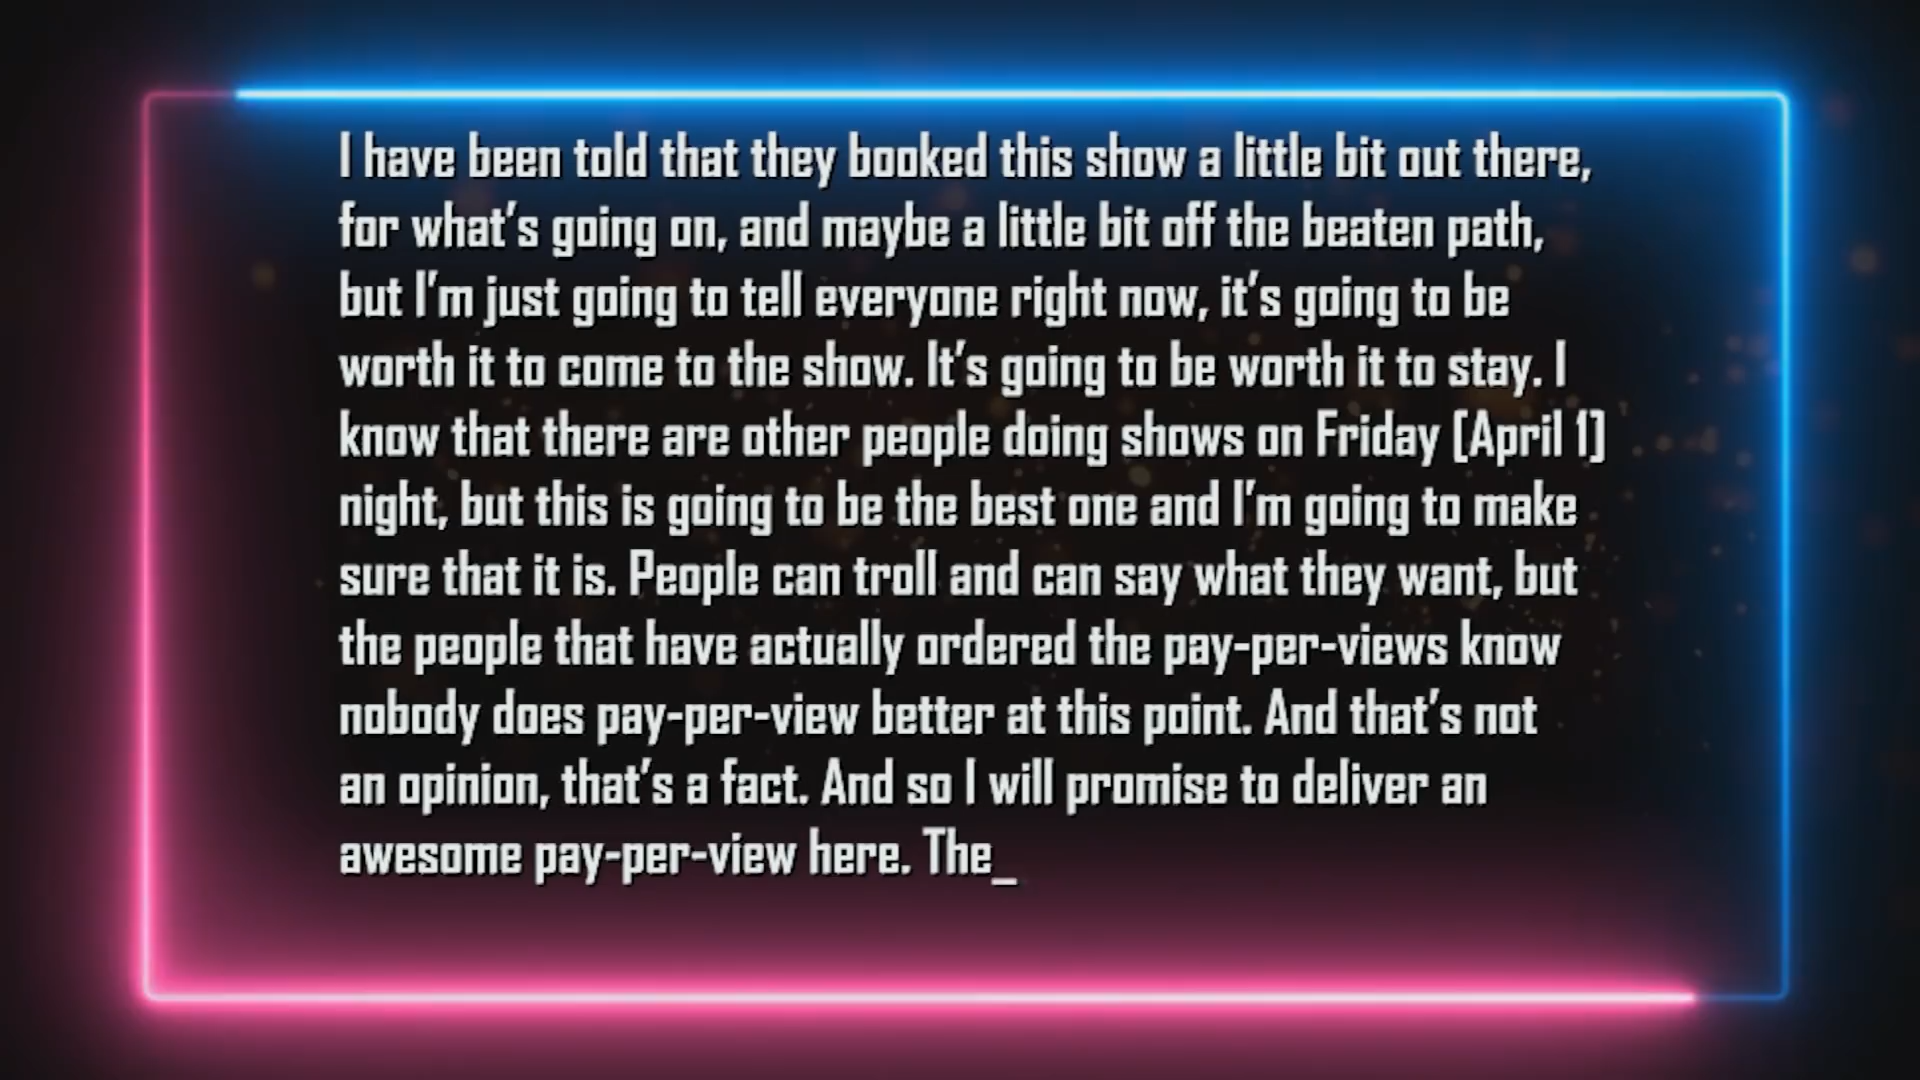 I have been told that they booked this show a little bit out there,
for what's going on, and maybe a little bit off the beaten path,
but I'm just going to tell everyone right now, it's going to be
worth it to come to the show. It's going to be worth it to stay. I
know that there are other people doing shows on Friday [April 1]
night, but this is going to be the best one and I'm going to make
sure that it is. People can troll and can say what they want, but
the people that have actually ordered the pay-per-views know
nobody does pay-per-view better at this point. And that's not
an opinion, that's a fact. And so I will promise to deliver an
awesome pay-per-view here. The_